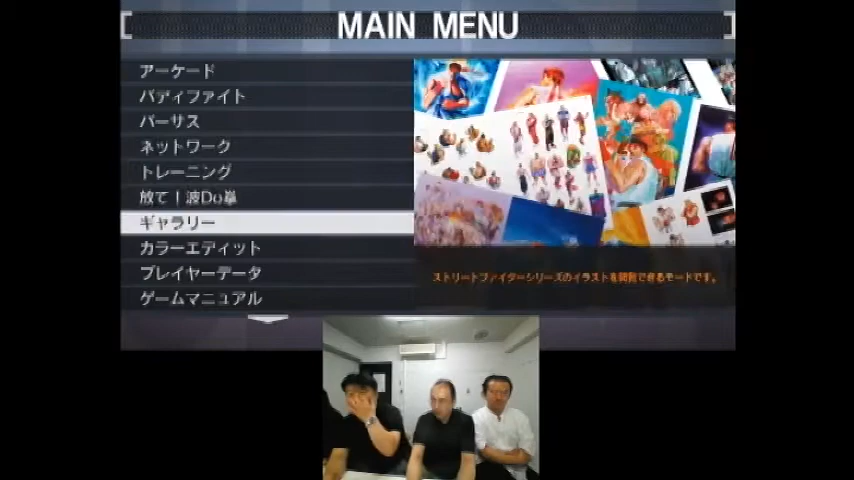 MAIN MENU
アーケード
バディファイト
バーサス
ネットワーク
トレーニング
放て！波Do拳
ギャラリー
カラーエディット
プレイヤーデータ
ゲームマニュアル
ストリートファイターシリーズのイラストを閲覧できるモードです。